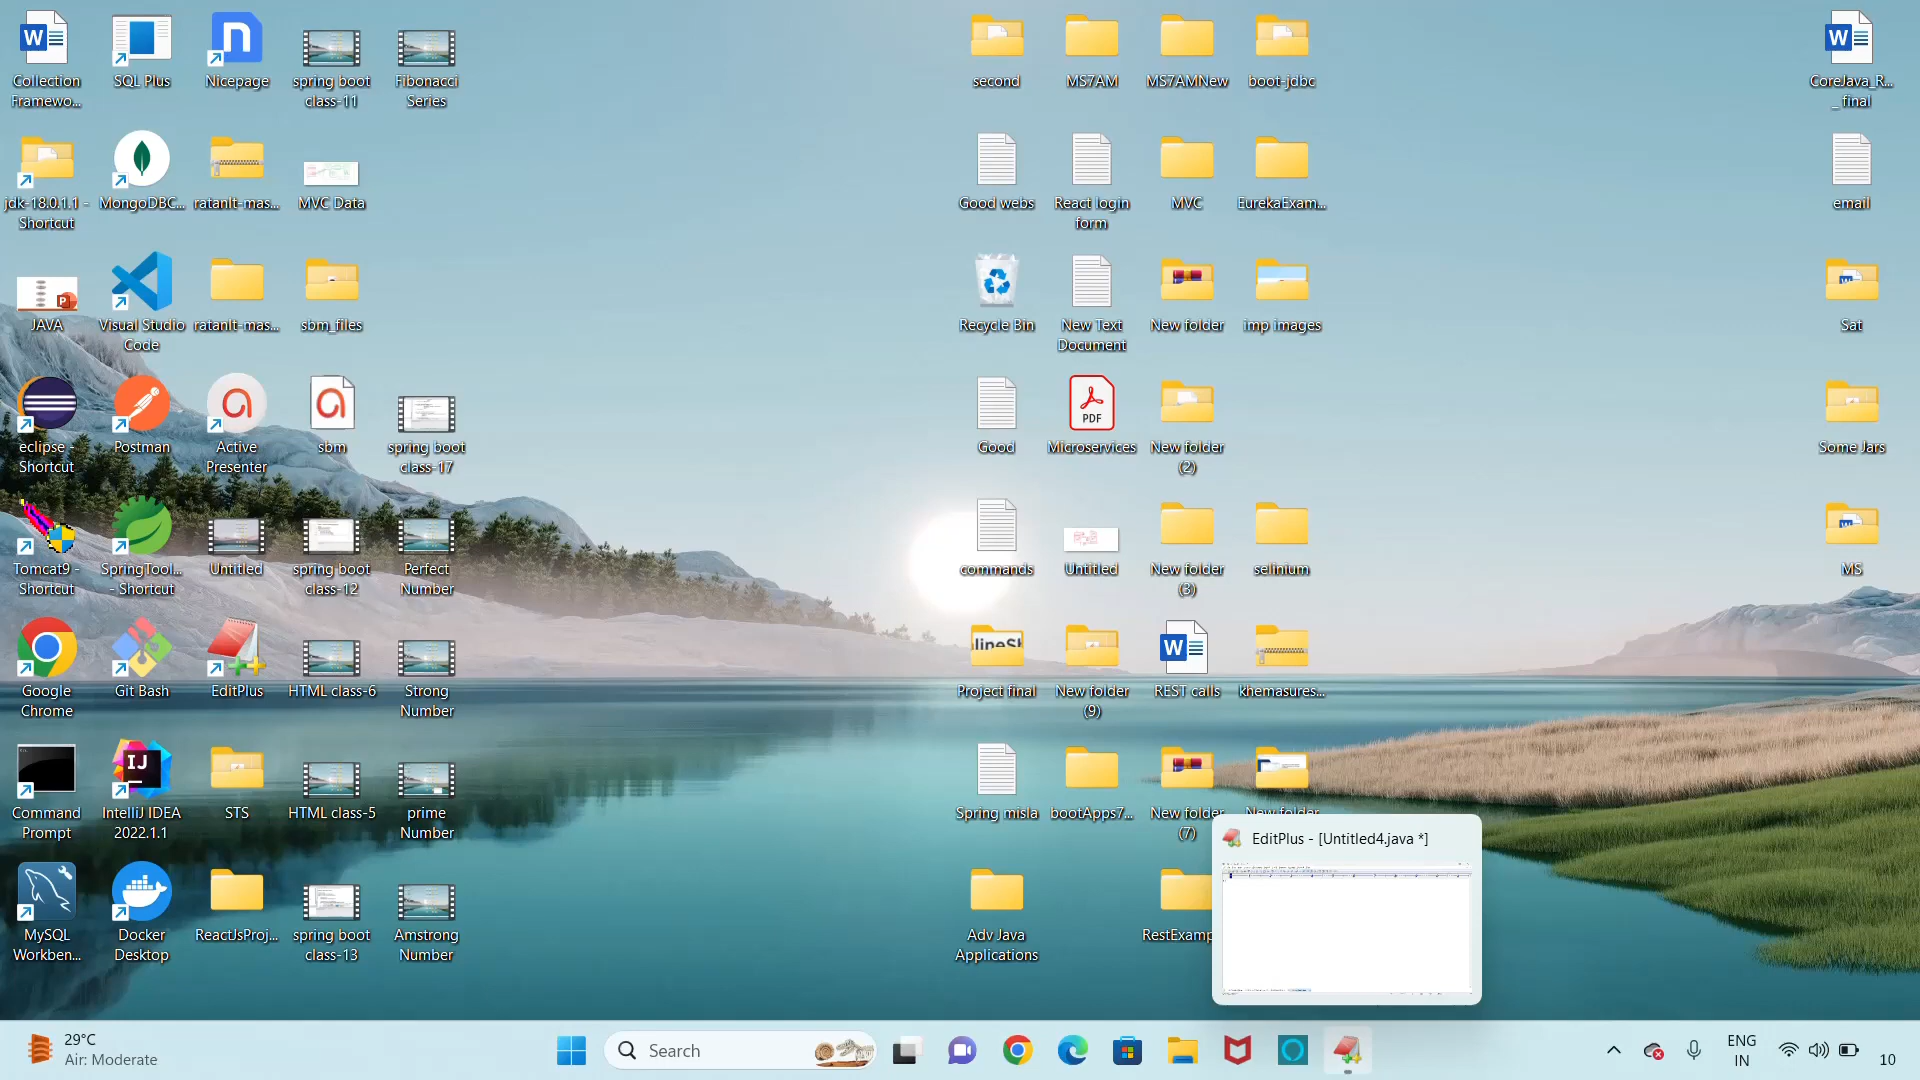 Collection
Framewo...
SQL Plus
Nicepage
spring boot
class-11
Fibonacci
Series
second
MS7AM
MS7AMNew
boot-jdbc
CoreJava_R...
_ final
jdk-18.0.1.1 -
Shortcut
MongoDBC...
ratanIt-mas...
MVC Data
Good webs
React login
form
MVC
EurekaExam...
email
JAVA
Visual Studio
Code
ratanIt-mas...
sbm_files
Recycle Bin
New Text
Document
New folder
imp images
Sat
eclipse -
Shortcut
Postman
Active
Presenter
sbm
spring boot
class-17
Good
PDF
Microservices
New folder
(2)
Some Jars
Tomcat9 -
Shortcut
SpringTool...
- Shortcut
Untitled
spring boot
class-12
Perfect
Number
commands
Untitled
New folder
(3)
selinium
MS
Google
Chrome
Git Bash
EditPlus
HTML class-6
Strong
Number
Project final
New folder
(9)
REST calls
khemasures...
Command
Prompt
IJ
IntelliJ IDEA
2022.1.1
STS
HTML class-5
prime
Number
Spring misla
bootApps7...
New folder
(7)
New folder
EditPlus - [Untitled4.java *]
MySQL
Workben...
Docker
Desktop
ReactJsProj...
spring boot
class-13
Amstrong
Number
Adv Java
Applications
RestExamp
29°C
Air: Moderate
Search
ENG
IN
10